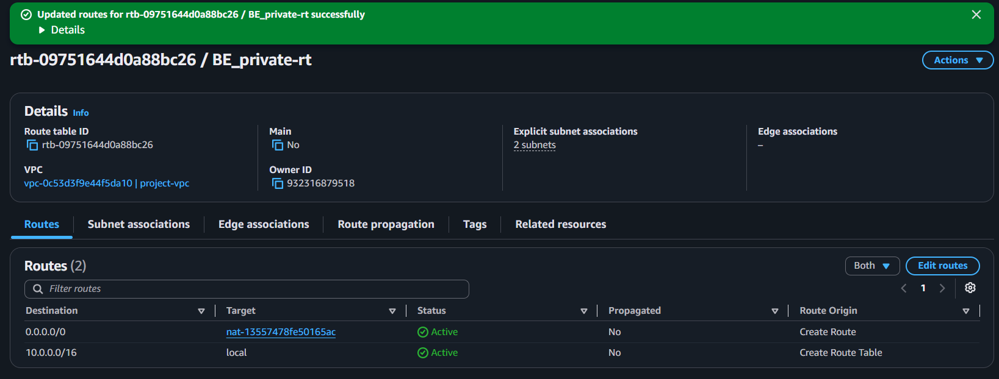 Updated routes for rtb-09751644d0a88bc26 / BE_private-rt successfully
Details
rtb-09751644d0a88bc26 / BE_private-rt
Actions
Details Info
Route table ID
rtb-09751644d0a88bc26
Main
No
Explicit subnet associations
2 subnets
Edge associations
–
VPC
vpc-0c53d3f9e44f5da10 | project-vpc
Owner ID
932316879518
Routes
Subnet associations
Edge associations
Route propagation
Tags
Related resources
Routes (2)
Both
Edit routes
Filter routes
1
Destination Target Status Propagated Route Origin
0.0.0.0/0 nat-13557478fe50165ac Active No Create Route
10.0.0.0/16 local Active No Create Route Table